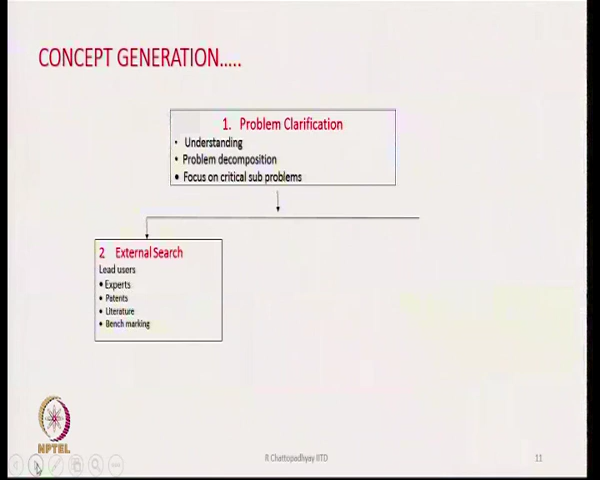 CONCEPT GENERATION.....
1. Problem Clarification
• Understanding
• Problem decomposition
• Focus on critical sub problems
2 External Search
Lead users
• Experts
• Patents
• Literature
• Bench marking
NPTEL
R Chattopadhyay IITD
11